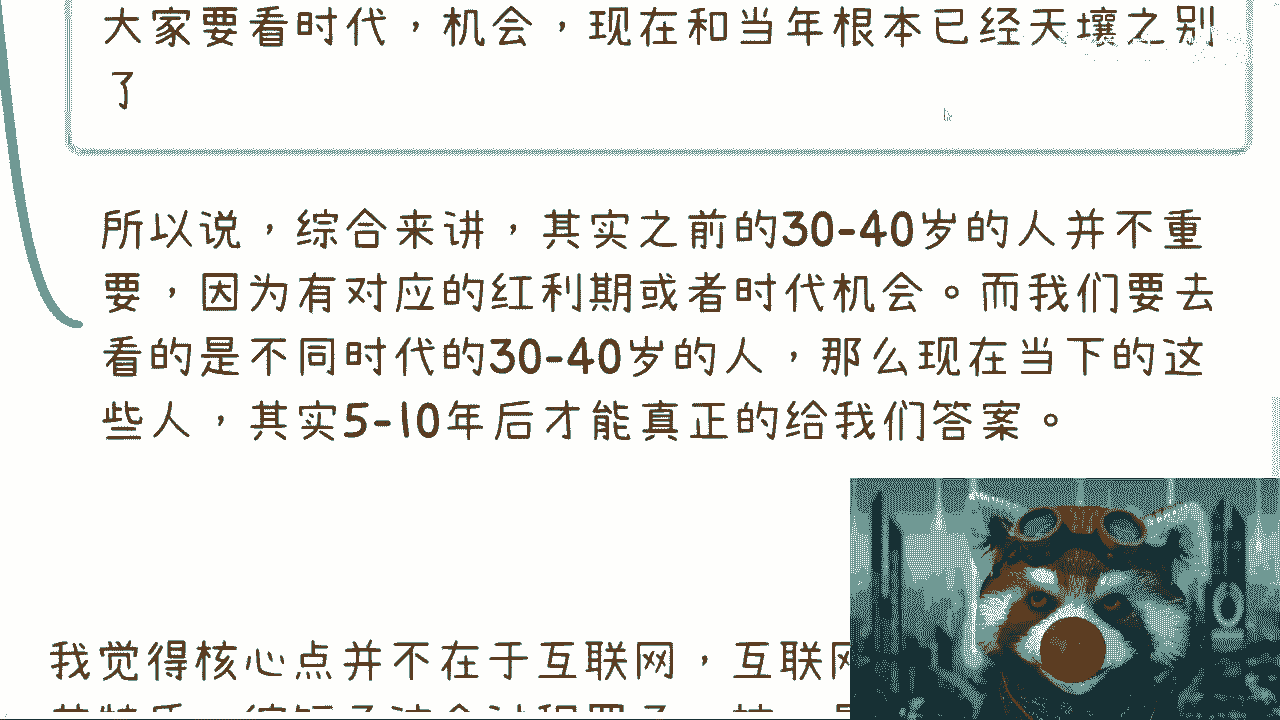 大家要看时代，机会，现在和当年根本已经天壤之别
了
所以说，综合来讲，其实之前的30-40岁的人并不重
要，因为有对应的红利期或者时代机会。而我们要去
看的是不同时代的30-40岁的人，那么现在当下的这
些人，其实5-10年后才能真正的给我们答案。
我觉得核心点并不在于互联网，互联